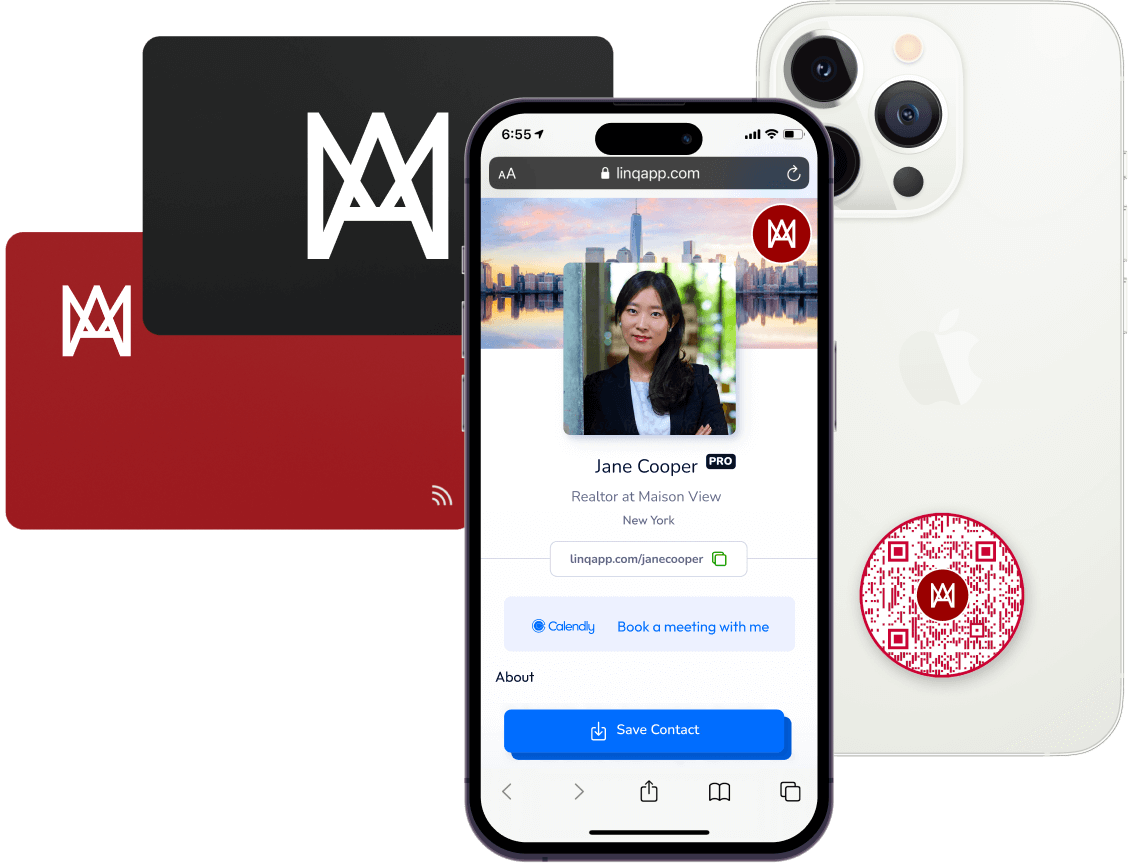 6:55
AA
linqapp.com
Jane Cooper PRO
Realtor at Maison View
New York
linqapp.com/janecooper
Calendly
Book a meeting with me
About
Save Contact